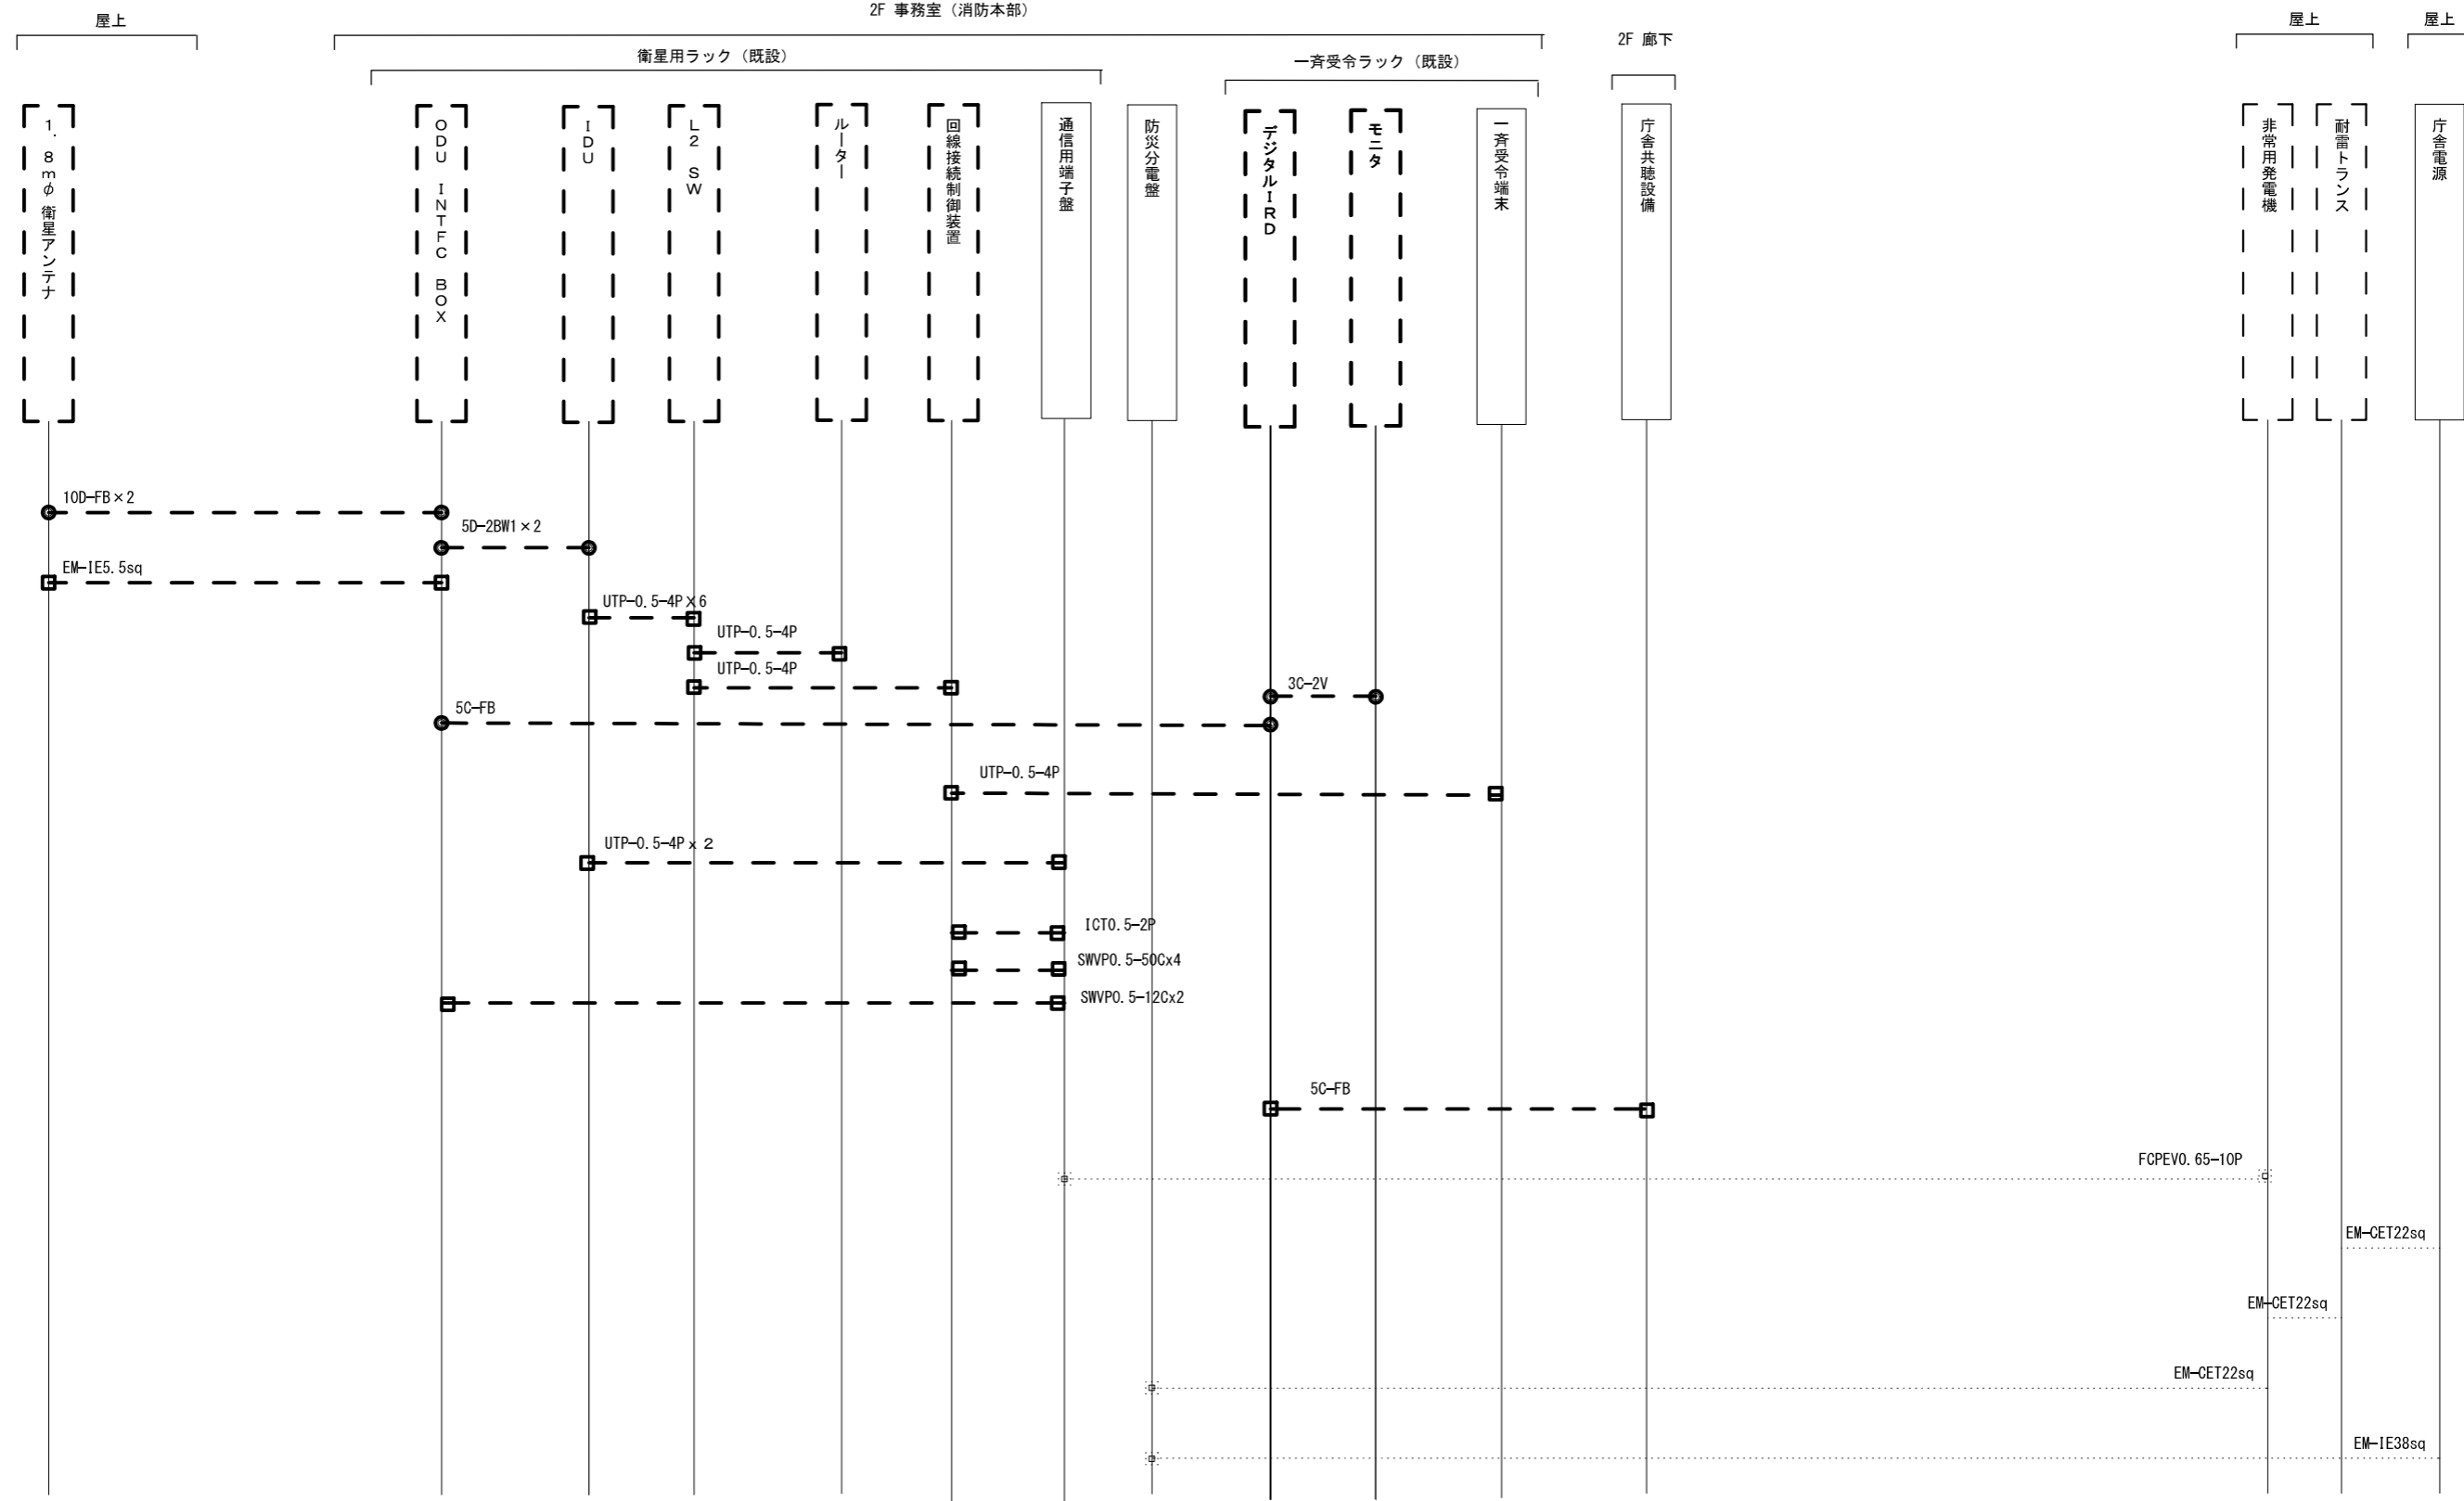 屋上
2F 事務室（消防本部）
屋上
屋上
2F 廊下
衛星用ラック（既設）
一斉受令ラック（既設）
1．8ｍφ 衛星アンテナ
ＯＤＵ ＩＮＴＦＣ ＢＯＸ
ＩＤＵ
Ｌ２ ＳＷ
ルーター
回線接続制御装置
通信用端子盤
防災分電盤
デジタルＩＲＤ
モニタ
一斉受令端末
庁舎共聴設備
非常用発電機
耐雷トランス
庁舎電源
10D-FB×2
5D-2BW1×2
EM-IE5.5sq
UTP-0.5-4P×6
UTP-0.5-4P
UTP-0.5-4P
3C-2V
5C-FB
UTP-0.5-4P
UTP-0.5-4Pｘ２
ICT0.5-2P
SWVP0.5-50Cx4
SWVP0.5-12Cx2
5C-FB
FCPEV0.65-10P
EM-CET22sq
EM-CET22sq
EM-CET22sq
EM-IE38sq